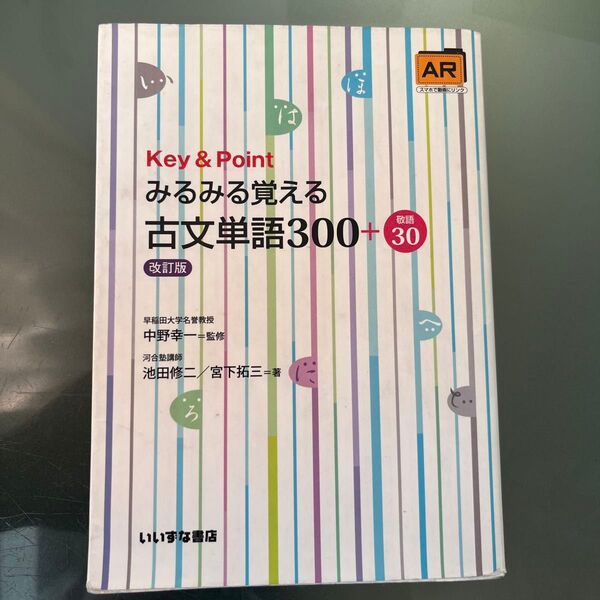 い
は
ほ
AR
スマホで動画にリンク
Key & Point
みるみる覚える
古文単語300+
敬語
30
改訂版
早稲田大学名誉教授
中野幸一=監修
河合塾講師
池田修二/宮下拓三=著
へ
に
ろ
いいずな書店